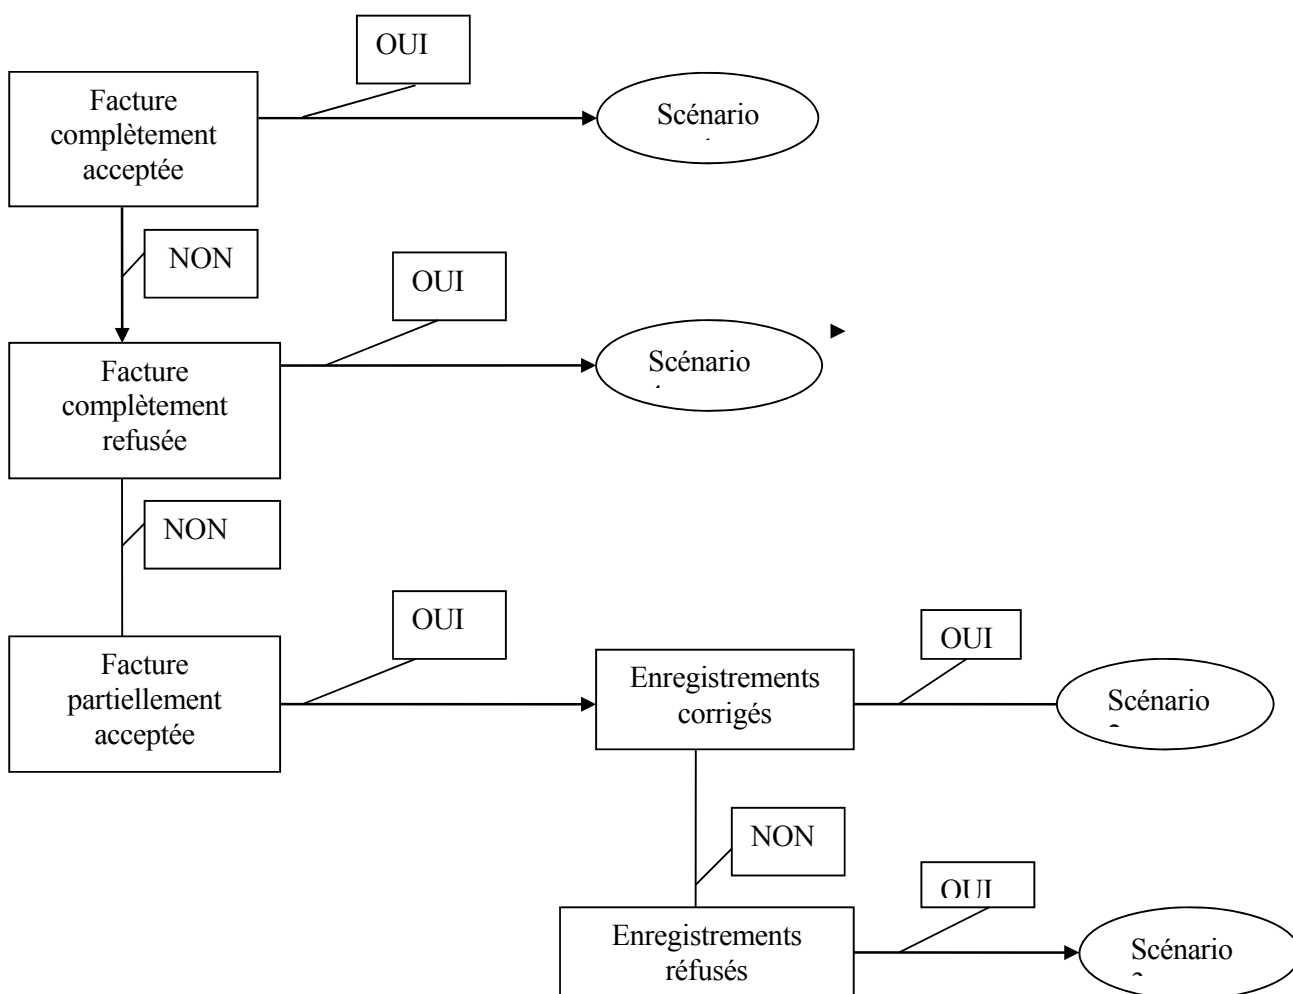 OUI
Facture
complètement
acceptée
Scénario
NON
OUI
Facture
complètement
refusée
Scénario
NON
OUI
Facture
partiellement
acceptée
Enregistrements
corrigés
OUI
Scénario
NON
OUI
Enregistrements
réfusés
Scénario